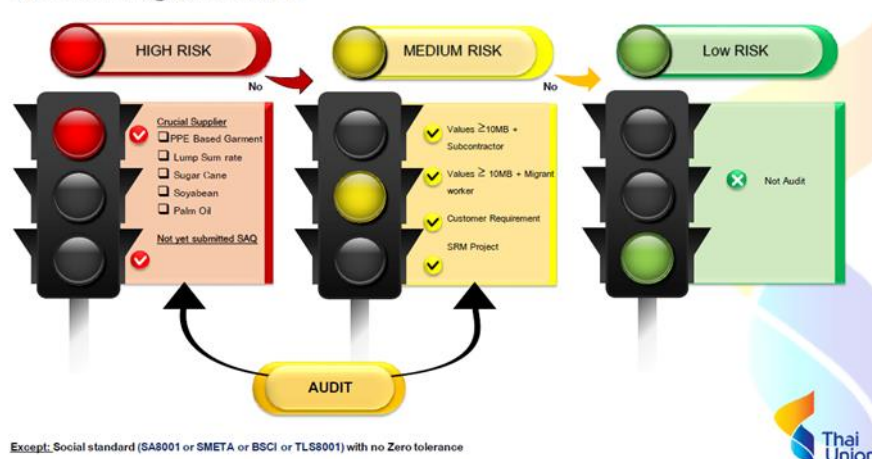 HIGH RISK
No
MEDIUM RISK
No
Low RISK
Crucial Supplier
PPE Based Garment
Lump Sum rate
Sugar Cane
Soyabean
Palm Oil
Not yet submitted SAQ
Values ≥10MB +
Subcontractor
Values ≥ 10MB + Migrant
worker
Customer Requirement
SRM Project
Not Audit
AUDIT
Except: Social standard (SA8001 or SMETA or BSCI or TLS8001) with no Zero tolerance
Thai
Union